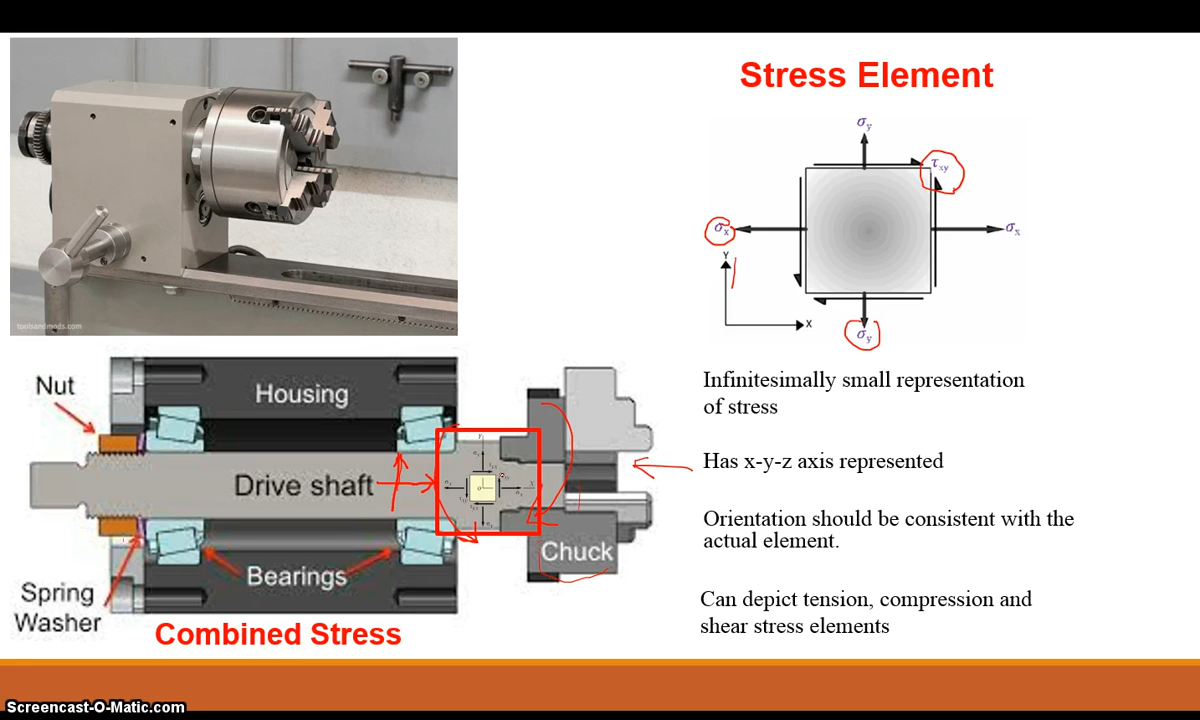 Stress Element
σy
τxy
σx
σx
Y
X
σy
toolsandmods.com
Infinitesimally small representation
of stress
Has x-y-z axis represented
Orientation should be consistent with the
actual element.
Can depict tension, compression and
shear stress elements
Nut
Housing
Drive shaft
Chuck
Bearings
Spring
Washer
Combined Stress
Screencast-O-Matic.com